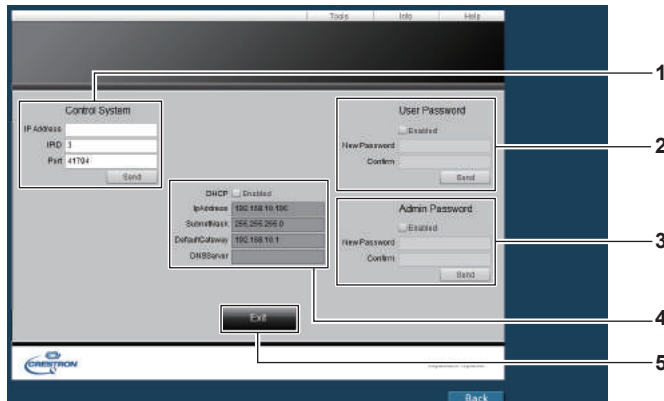 Tools Info Help
1
Control System
IP Address
IPID 3
Port 41794
Send
User Password
Enabled
New Password
Confirm
Send
2
DHCP Enabled
IpAddress 192.168.10.100
SubnetMask 255.255.255.0
DefaultGateway 192.168.10.1
DNSServer
Admin Password
Enabled
New Password
Confirm
Send
3
4
Exit
5
CRESTRON
Back